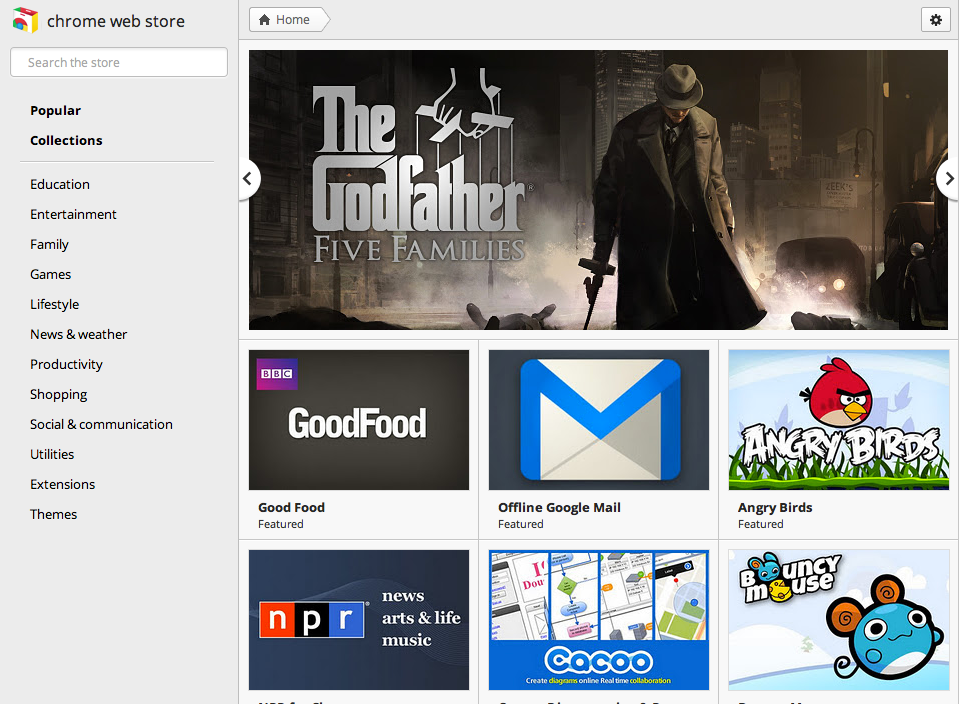 chrome web store
Search the store
Popular
Collections
Education
Entertainment
Family
Games
Lifestyle
News & weather
Productivity
Shopping
Social & communication
Utilities
Extensions
Themes
Home
The
Godfather®
FIVE FAMILIES
ZEEK'S
BBC
GoodFood
Good Food
Featured
Offline Google Mail
Featured
ANGRY BIRDS
Angry Birds
Featured
npr®
news
arts & life
music
Cacoo
Create diagrams online Real time collaboration
BOUNCY
MOUSE